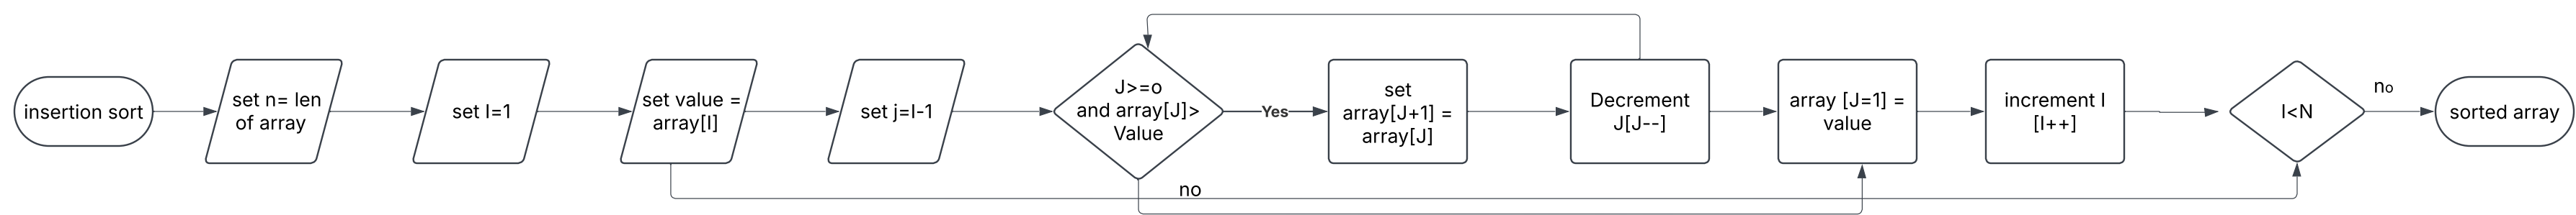 insertion sort
set n= len
of array
set I=1
set value =
array[I]
set j=I-1
J>=o
and array[J]>
Value
Yes
no
set
array[J+1] =
array[J]
Decrement
J[J--]
array [J=1] =
value
increment I
[I++]
I<N
no
sorted array